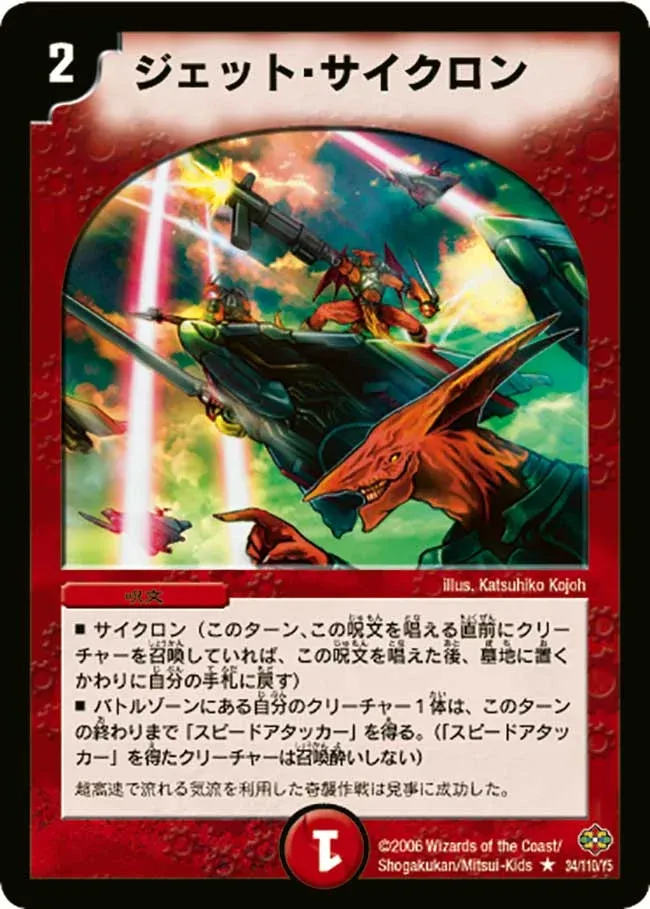 2
ジェット・サイクロン
illus. Katsuhiko Kojoh
呪文
■ サイクロン（このターン、この呪文を唱える直前にクリー
チャーを召喚していれば、この呪文を唱えた後、墓地に置く
かわりに自分の手札に戻す）
■ バトルゾーンにある自分のクリーチャー1体は、このターン
の終わりまで「スピードアタッカー」を得る。（「スピードアタッ
カー」を得たクリーチャーは召喚酔いしない）
超高速で流れる気流を利用した奇襲作戦は見事に成功した。
1
©2006 Wizards of the Coast/
Shogakukan/Mitsui-Kids ★ 34/110/Y5